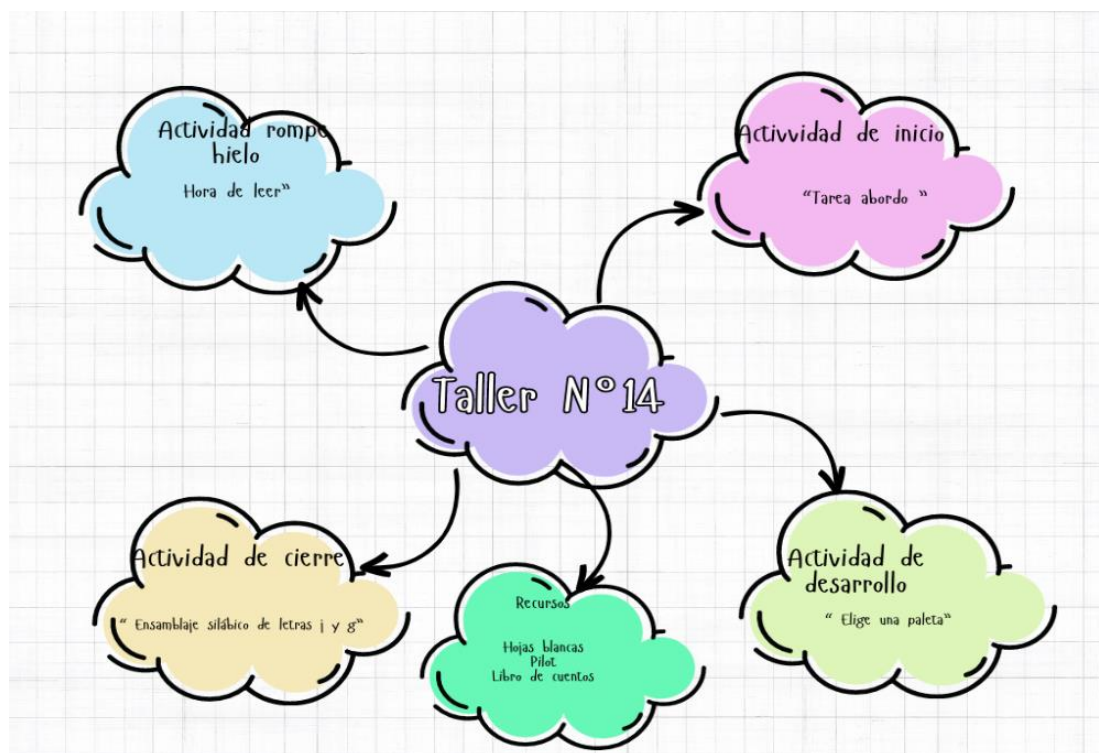 Actividad rompe
hielo
Hora de leer”
Activvidad de inicio
“Tarea abordo ”
Taller N°14
Actividad de cierre
“ Ensamblaje silábico de letras j y g”
Recursos
Hojas blancas
Pilot
Libro de cuentos
Actividad de
desarrollo
“ Elige una paleta”